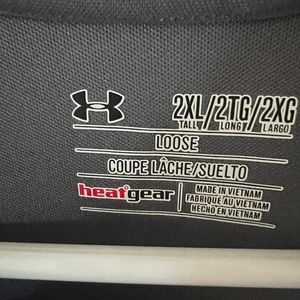 2XL/2TG/2XG
TALL LONG LARGO
LOOSE
COUPE LÂCHE/SUELTO
heatgear
MADE IN VIETNAM
FABRIQUÉ AU VIETNAM
HECHO EN VIETNAM